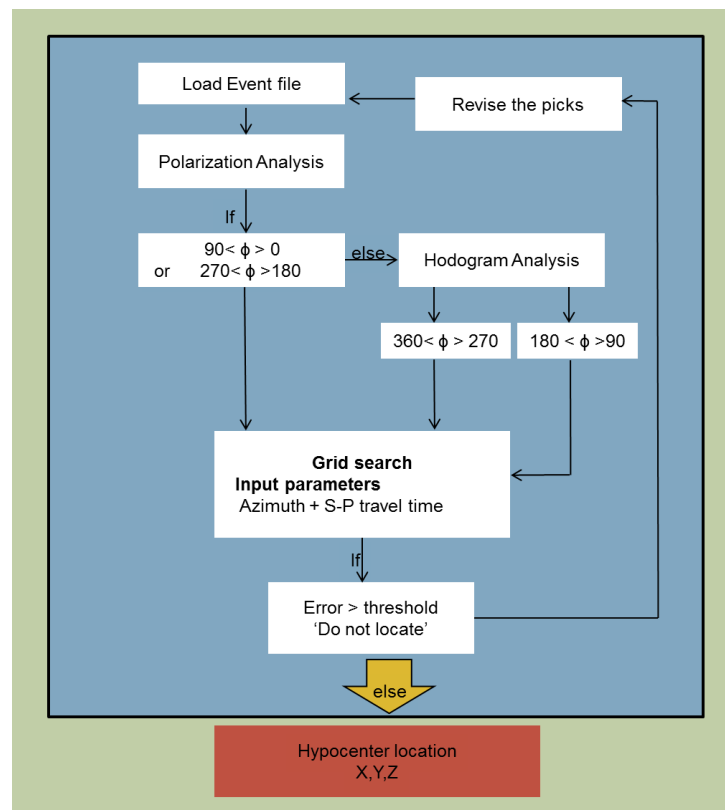 Load Event file
Revise the picks
Polarization Analysis
If
90< ϕ > 0
or 270< ϕ >180
else
Hodogram Analysis
360< ϕ > 270
180 < ϕ >90
Grid search
Input parameters
Azimuth + S-P travel time
If
Error > threshold
‘Do not locate’
else
Hypocenter location
X,Y,Z